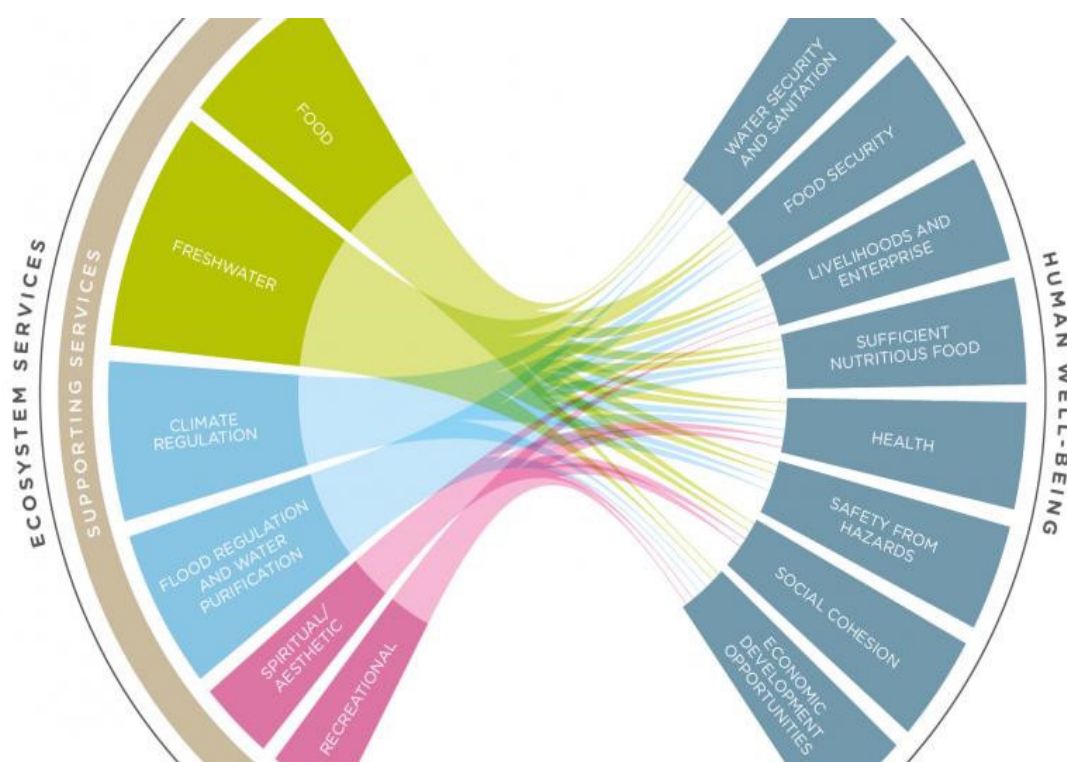 ECOSYSTEM SERVICES
SUPPORTING SERVICES
FOOD
FRESHWATER
CLIMATE
REGULATION
FLOOD REGULATION
AND WATER
PURIFICATION
SPIRITUAL/
AESTHETIC
RECREATIONAL
WATER SECURITY
AND SANITATION
FOOD SECURITY
LIVELIHOODS AND
ENTERPRISE
SUFFICIENT
NUTRITIOUS FOOD
HEALTH
SAFETY FROM
HAZARDS
SOCIAL COHESION
ECONOMIC
DEVELOPMENT
OPPORTUNITIES
HUMAN WELL-BEING